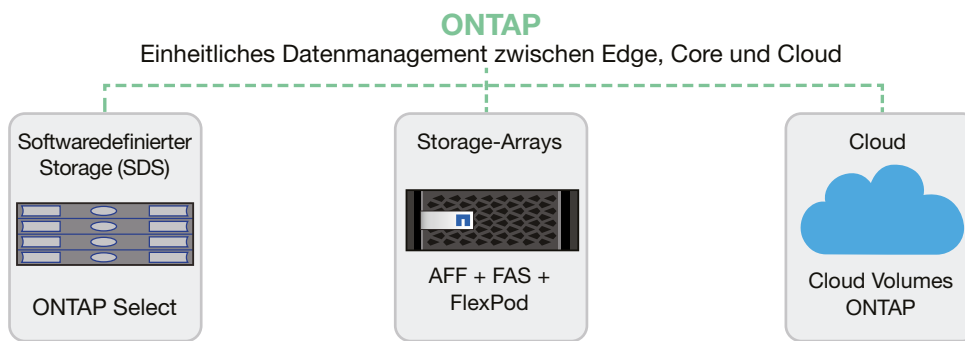 ONTAP
Einheitliches Datenmanagement zwischen Edge, Core und Cloud
Softwaredefinierter
Storage (SDS)
ONTAP Select
Storage-Arrays
AFF + FAS +
FlexPod
Cloud
Cloud Volumes
ONTAP